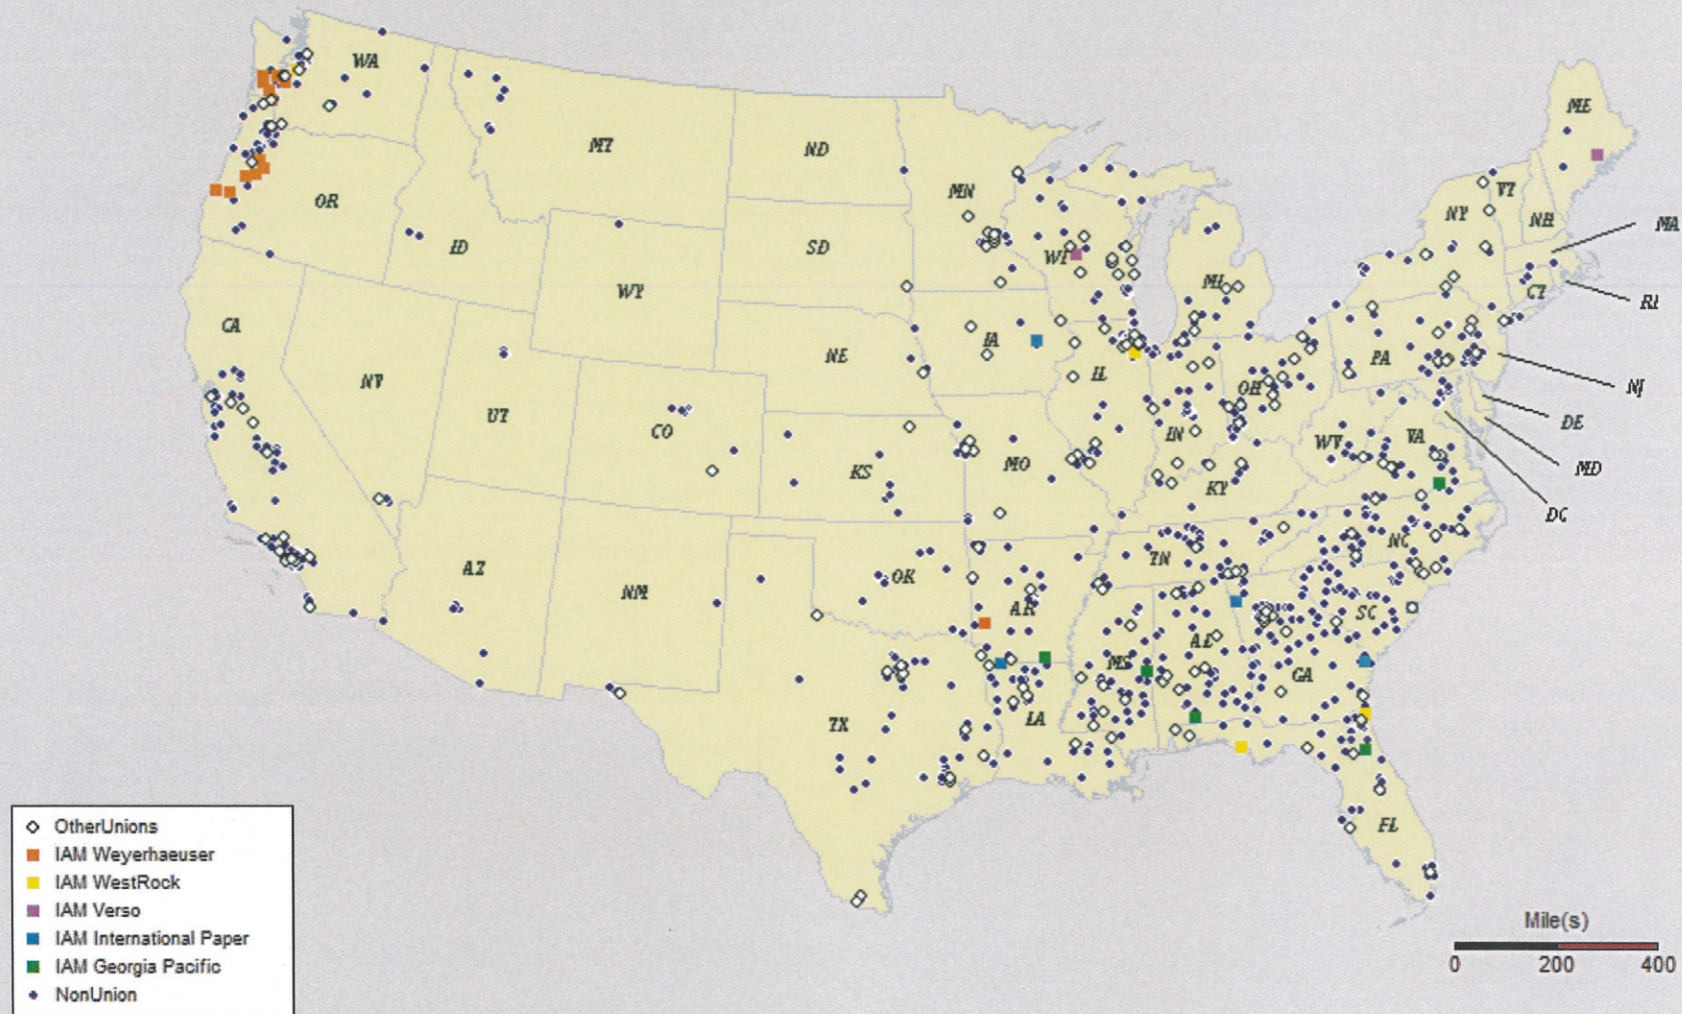 WA
ME
MT
ND
VT
MN
OR
NY
NH
MA
ID
SD
WI
WY
MI
CT
RI
CA
IA
NE
PA
NV
IL
OH
NJ
UT
CO
IN
WV
VA
DE
KS
MO
MD
KY
DC
AZ
TN
NC
OK
NM
AR
SC
AL
MS
GA
TX
LA
FL
OtherUnions
IAM Weyerhaeuser
IAM WestRock
IAM Verso
IAM International Paper
IAM Georgia Pacific
NonUnion
Mile(s)
0 200 400